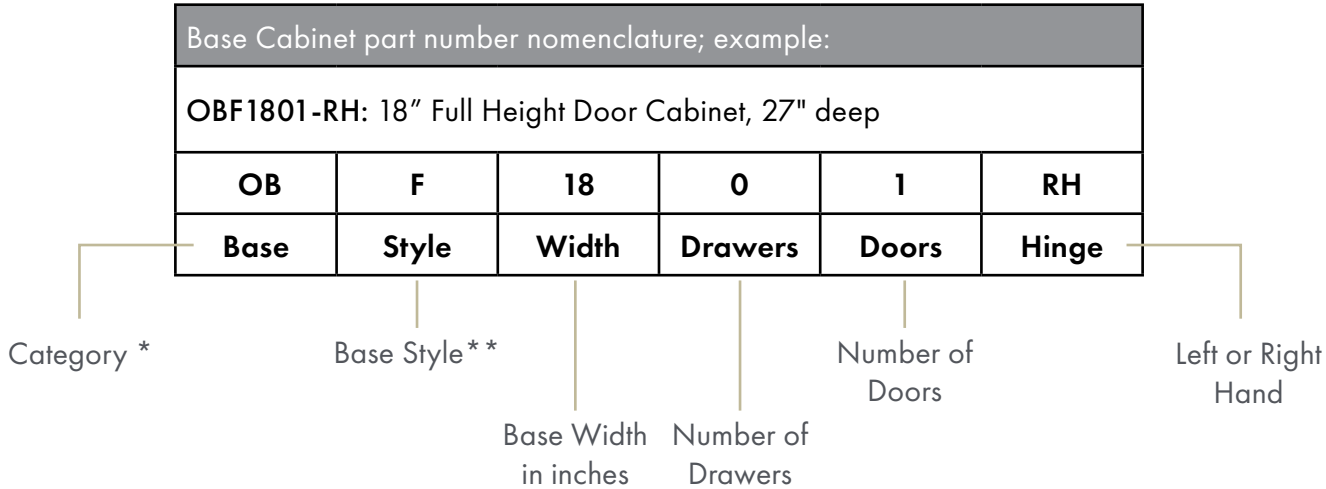 Base Cabinet part number nomenclature; example:
OBF1801-RH: 18” Full Height Door Cabinet, 27" deep
OB F 18 0 1 RH
Base Style Width Drawers Doors Hinge
Category * Base Style** Number of Left or Right
Doors Hand
Base Width Number of
in inches Drawers